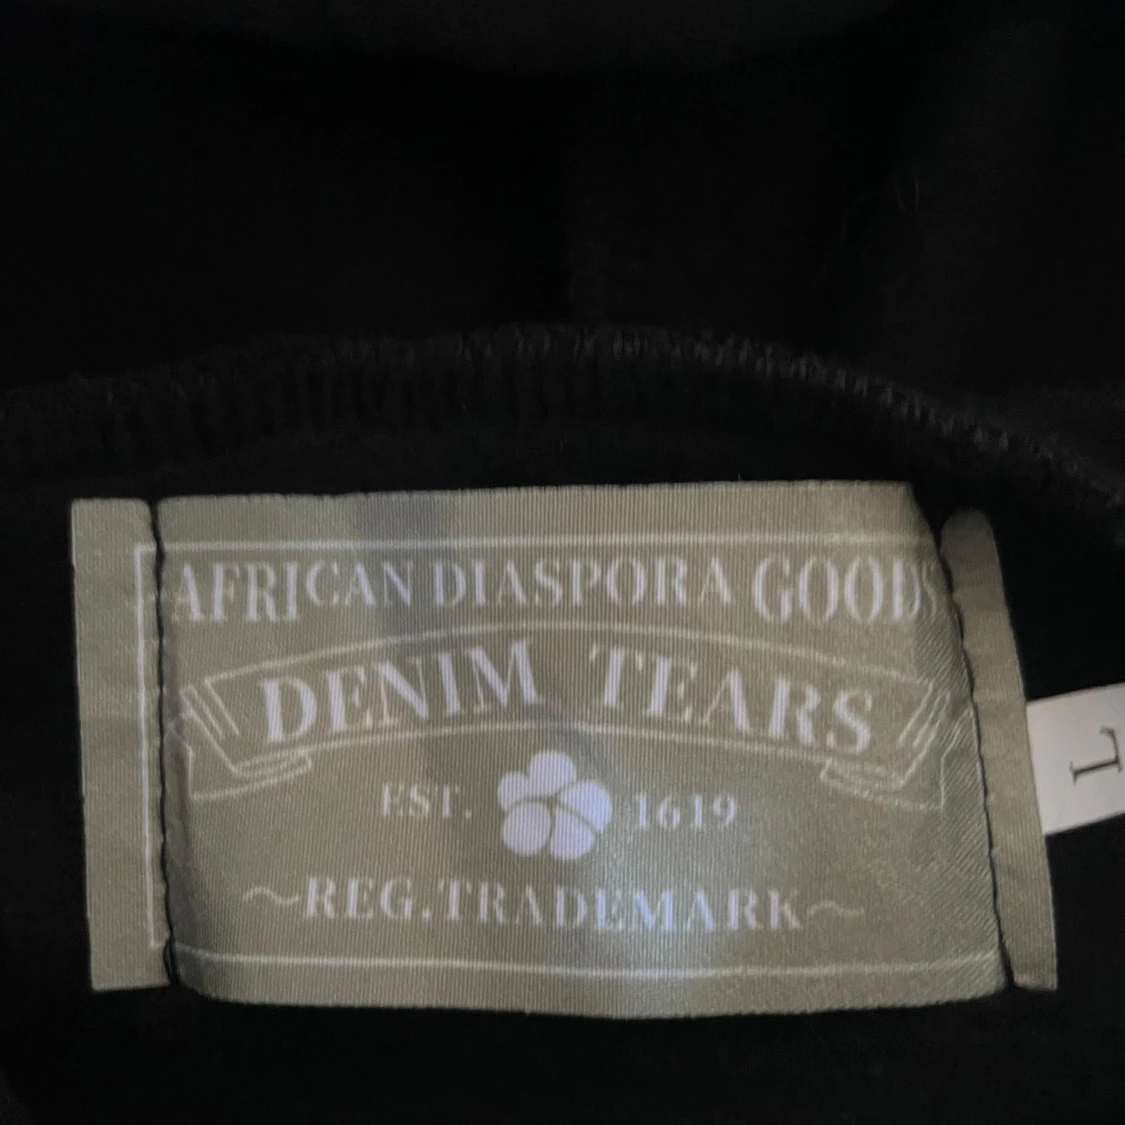 AFRICAN DIASPORA GOODS
DENIM TEARS
EST. 1619
~REG.TRADEMARK~
L